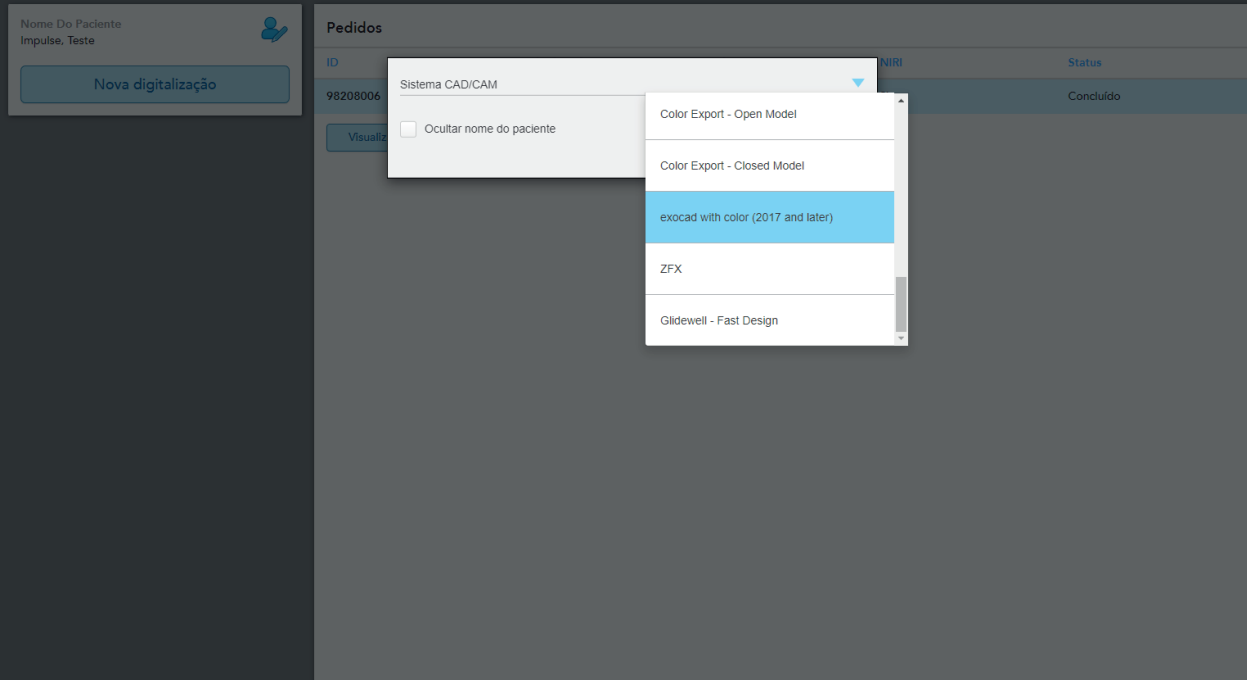 Nome Do Paciente
Impulse, Teste
Nova digitalização
Pedidos
ID
NIRI
Status
98208006
Concluído
Sistema CAD/CAM
Ocultar nome do paciente
Color Export - Open Model
Color Export - Closed Model
exocad with color (2017 and later)
ZFX
Glidewell - Fast Design